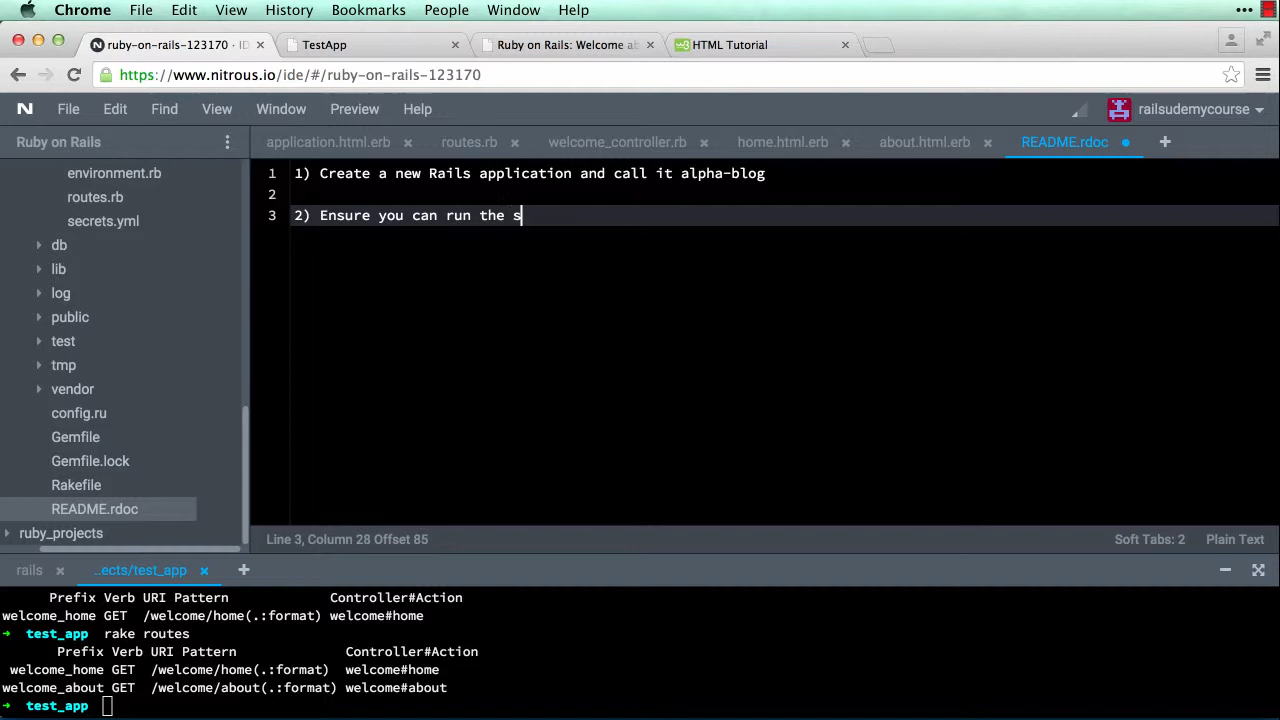 Chrome File Edit View History Bookmarks People Window Help
ruby-on-rails-123170 · ID
TestApp
Ruby on Rails: Welcome ab
HTML Tutorial
https://www.nitrous.io/ide/#/ruby-on-rails-123170
N File Edit Find View Window Preview Help railsudemycourse
Ruby on Rails
application.html.erb routes.rb welcome_controller.rb home.html.erb about.html.erb README.rdoc
environment.rb
routes.rb
secrets.yml
db
lib
log
public
test
tmp
vendor
config.ru
Gemfile
Gemfile.lock
Rakefile
README.rdoc
ruby_projects
1 1) Create a new Rails application and call it alpha-blog
2
3 2) Ensure you can run the s
Line 3, Column 28 Offset 85 Soft Tabs: 2 Plain Text
rails ..ects/test_app
Prefix Verb URI Pattern Controller#Action
welcome_home GET /welcome/home(.:format) welcome#home
→ test_app rake routes
Prefix Verb URI Pattern Controller#Action
welcome_home GET /welcome/home(.:format) welcome#home
welcome_about GET /welcome/about(.:format) welcome#about
→ test_app